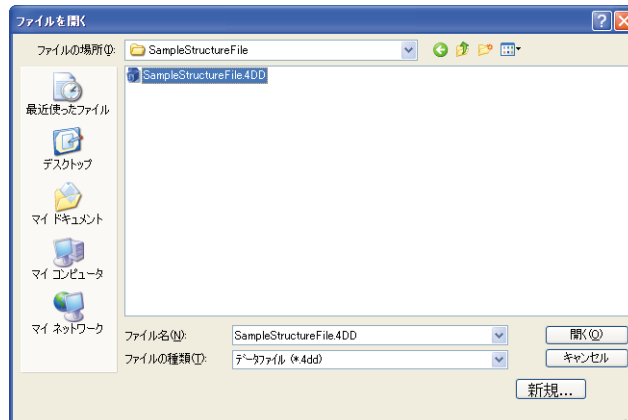 ファイルを開く
ファイルの場所(I):
SampleStructureFile
SampleStructureFile.4DD
最近使ったファイル
デスクトップ
マイ ドキュメント
マイ コンピュータ
マイ ネットワーク
ファイル名(N):
SampleStructureFile.4DD
開く(O)
ファイルの種類(T):
データファイル (*.4dd)
キャンセル
新規...